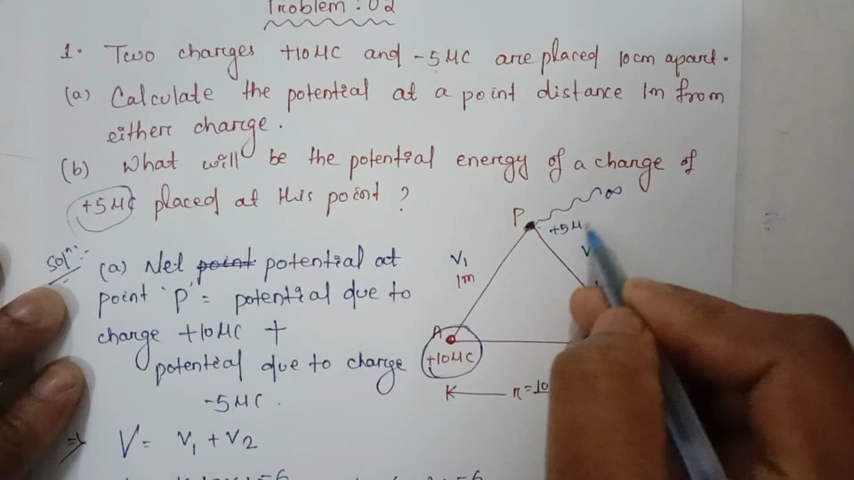 Problem : 02
1. Two charges +10μC and -5μC are placed 10cm apart.
(a) Calculate the potential at a point distance 1m from
either charge.
(b) What will be the potential energy of a charge of
+5μC placed at this point ?
Solⁿ:
(a) Net point potential at
point 'P' = potential due to
charge +10μC +
potential due to charge
-5μC.
⇒ V = V₁ + V₂
P
∞
+5μ
V₁
1m
V
A
+10μC
r=10